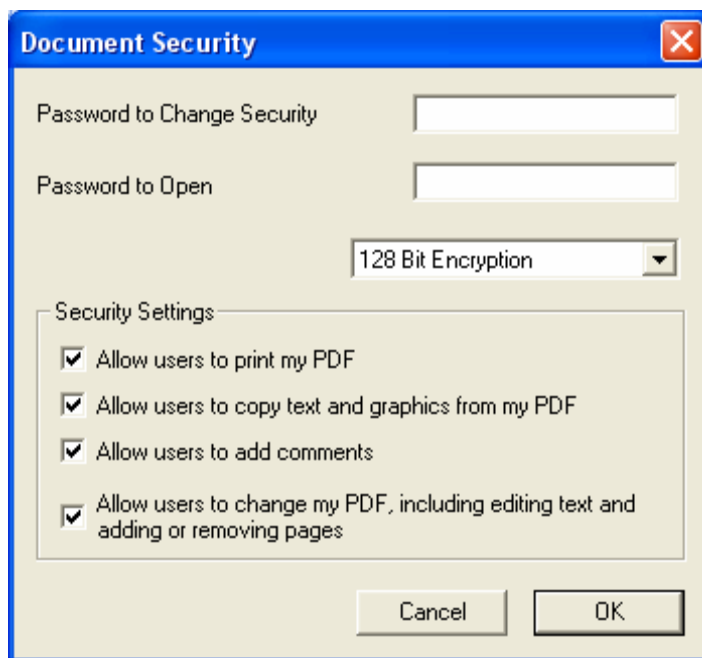 Document Security
Password to Change Security
Password to Open
128 Bit Encryption
Security Settings
Allow users to print my PDF
Allow users to copy text and graphics from my PDF
Allow users to add comments
Allow users to change my PDF, including editing text and
adding or removing pages
Cancel
OK